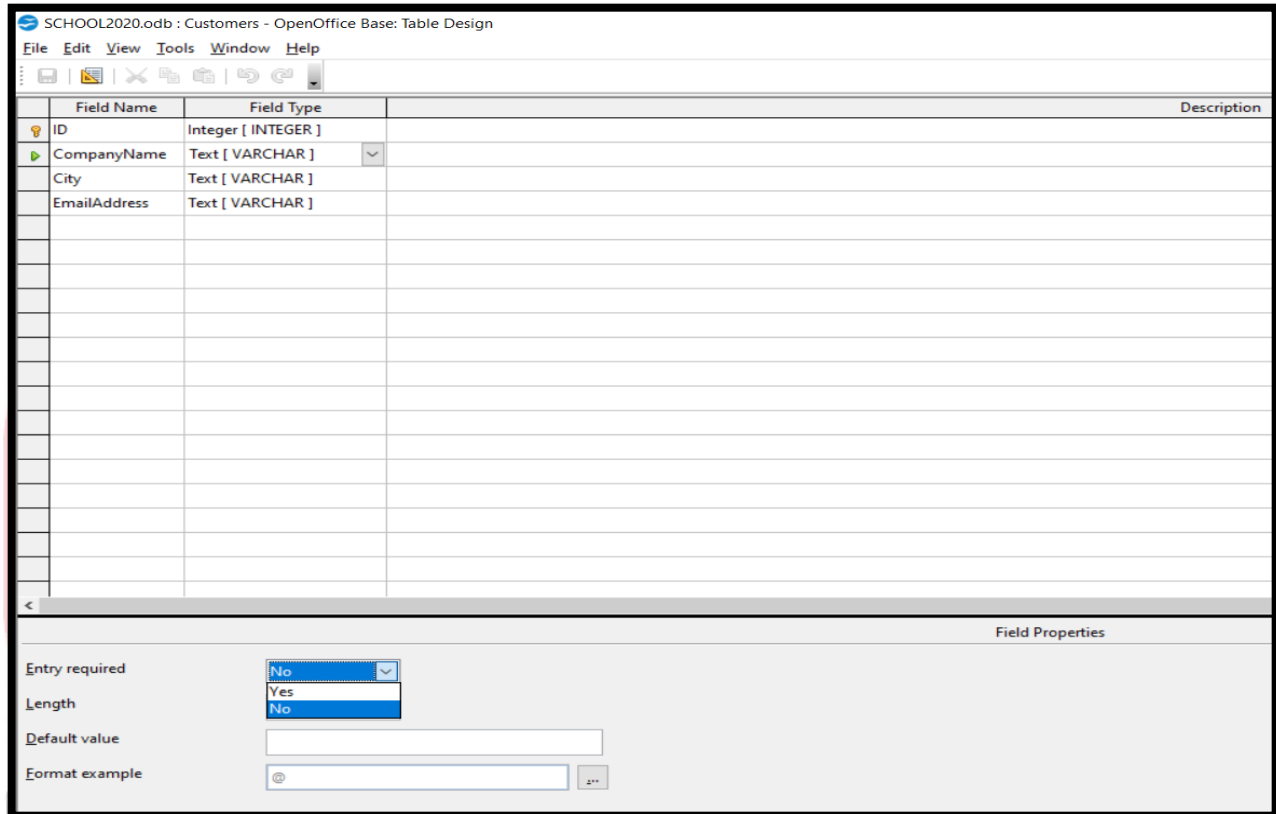 SCHOOL2020.odb : Customers - OpenOffice Base: Table Design
File Edit View Tools Window Help
Field Name Field Type Description
ID Integer [ INTEGER ]
CompanyName Text [ VARCHAR ]
City Text [ VARCHAR ]
EmailAddress Text [ VARCHAR ]
Field Properties
Entry required No
Yes
Length No
Default value
Format example @ ...